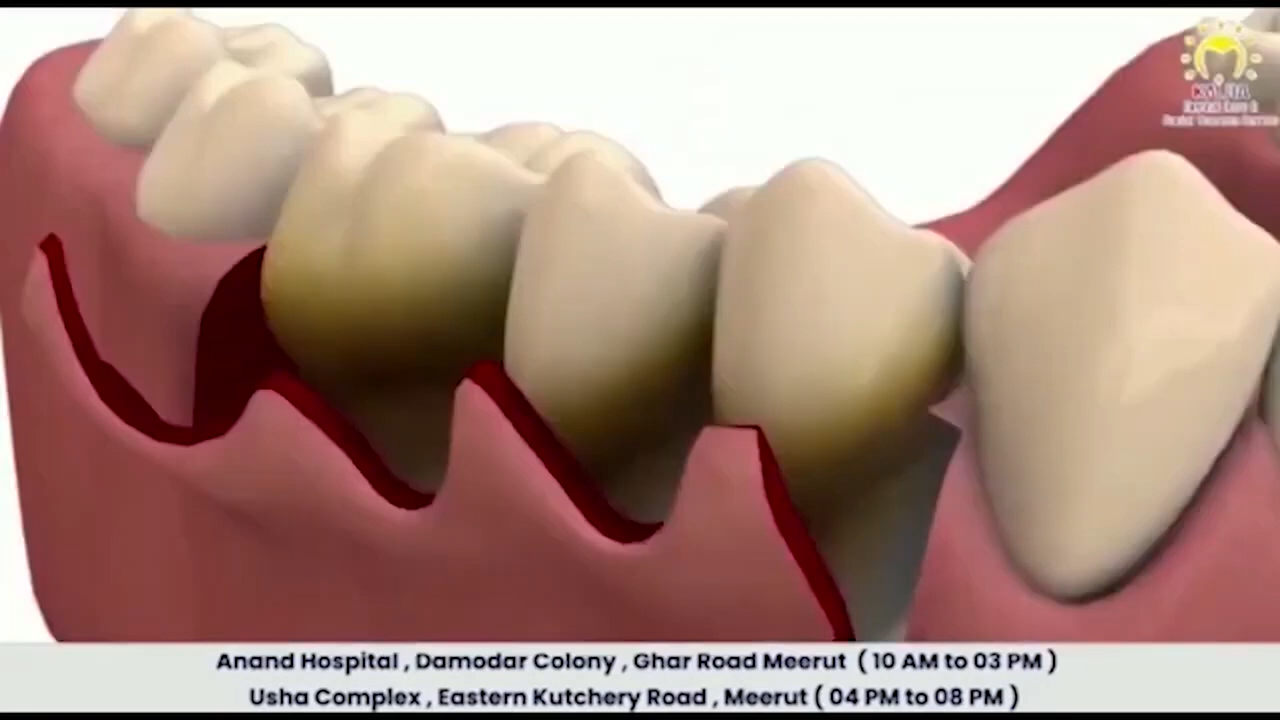 KALRA
Anand Hospital , Damodar Colony , Ghar Road Meerut ( 10 AM to 03 PM )
Usha Complex , Eastern Kutchery Road , Meerut ( 04 PM to 08 PM )